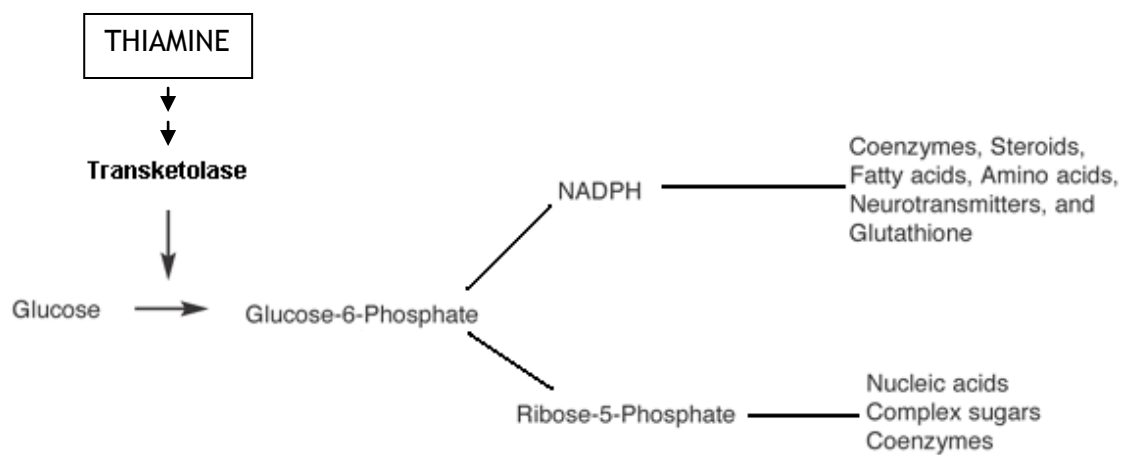 THIAMINE
Transketolase
Glucose
Glucose-6-Phosphate
NADPH
Coenzymes, Steroids,
Fatty acids, Amino acids,
Neurotransmitters, and
Glutathione
Ribose-5-Phosphate
Nucleic acids
Complex sugars
Coenzymes